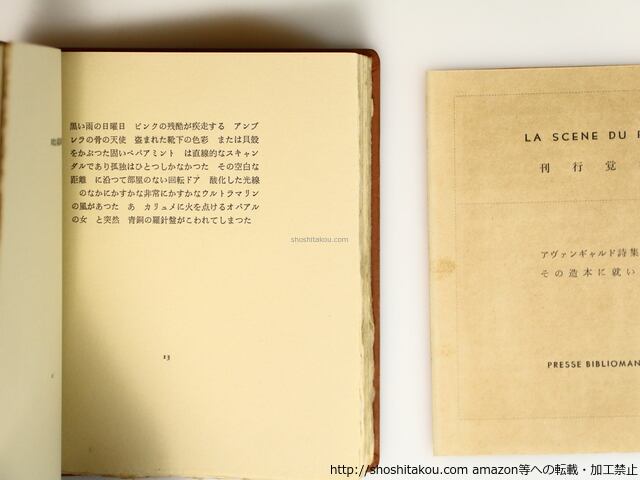 黒い雨の日曜日　ピンクの残酷が疾走する　アンブ
レラの骨の天使　盗まれた靴下の色彩　または貝殻
をかぶつた固いペパアミント　は直線的なスキャン
ダルであり孤独はひとつしかなかつた　その空白な
距離　に沿つて部屋のない回転ドア　酸化した光線
　のなかにかすかな非常にかすかなウルトラマリン
の風があつた　あ　カリュメに火を点けるオパアル
の女　と突然　青銅の羅針盤がこわれてしまつた
13
shoshitakou.com
LA SCENE DU
刊行覚
アヴァンギャルド詩集
その造本に就い
PRESSE BIBLIOMAN
http://shoshitakou.com amazon等への転載・加工禁止